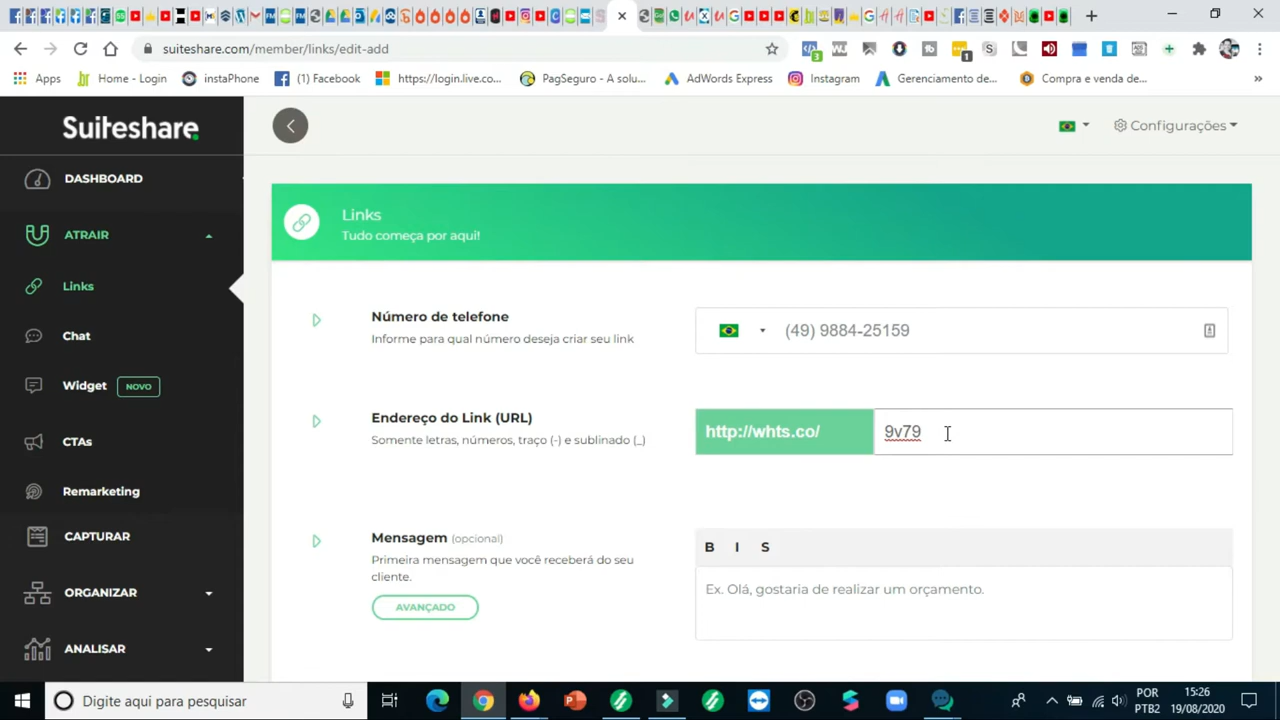 suiteshare.com/member/links/edit-add
Apps
Home - Login
instaPhone
(1) Facebook
https://login.live.co...
PagSeguro - A solu...
AdWords Express
Instagram
Gerenciamento de...
Compra e venda de...
»
Suiteshare.
Configurações
DASHBOARD
ATRAIR
Links
Chat
Widget NOVO
CTAs
Remarketing
CAPTURAR
ORGANIZAR
ANALISAR
Links
Tudo começa por aqui!
Número de telefone
Informe para qual número deseja criar seu link
(49) 9884-25159
Endereço do Link (URL)
Somente letras, números, traço (-) e sublinado (_)
http://whts.co/ 9v79
Mensagem (opcional)
Primeira mensagem que você receberá do seu
cliente.
AVANÇADO
B I S
Ex. Olá, gostaria de realizar um orçamento.
Digite aqui para pesquisar
POR
PTB2
15:26
19/08/2020